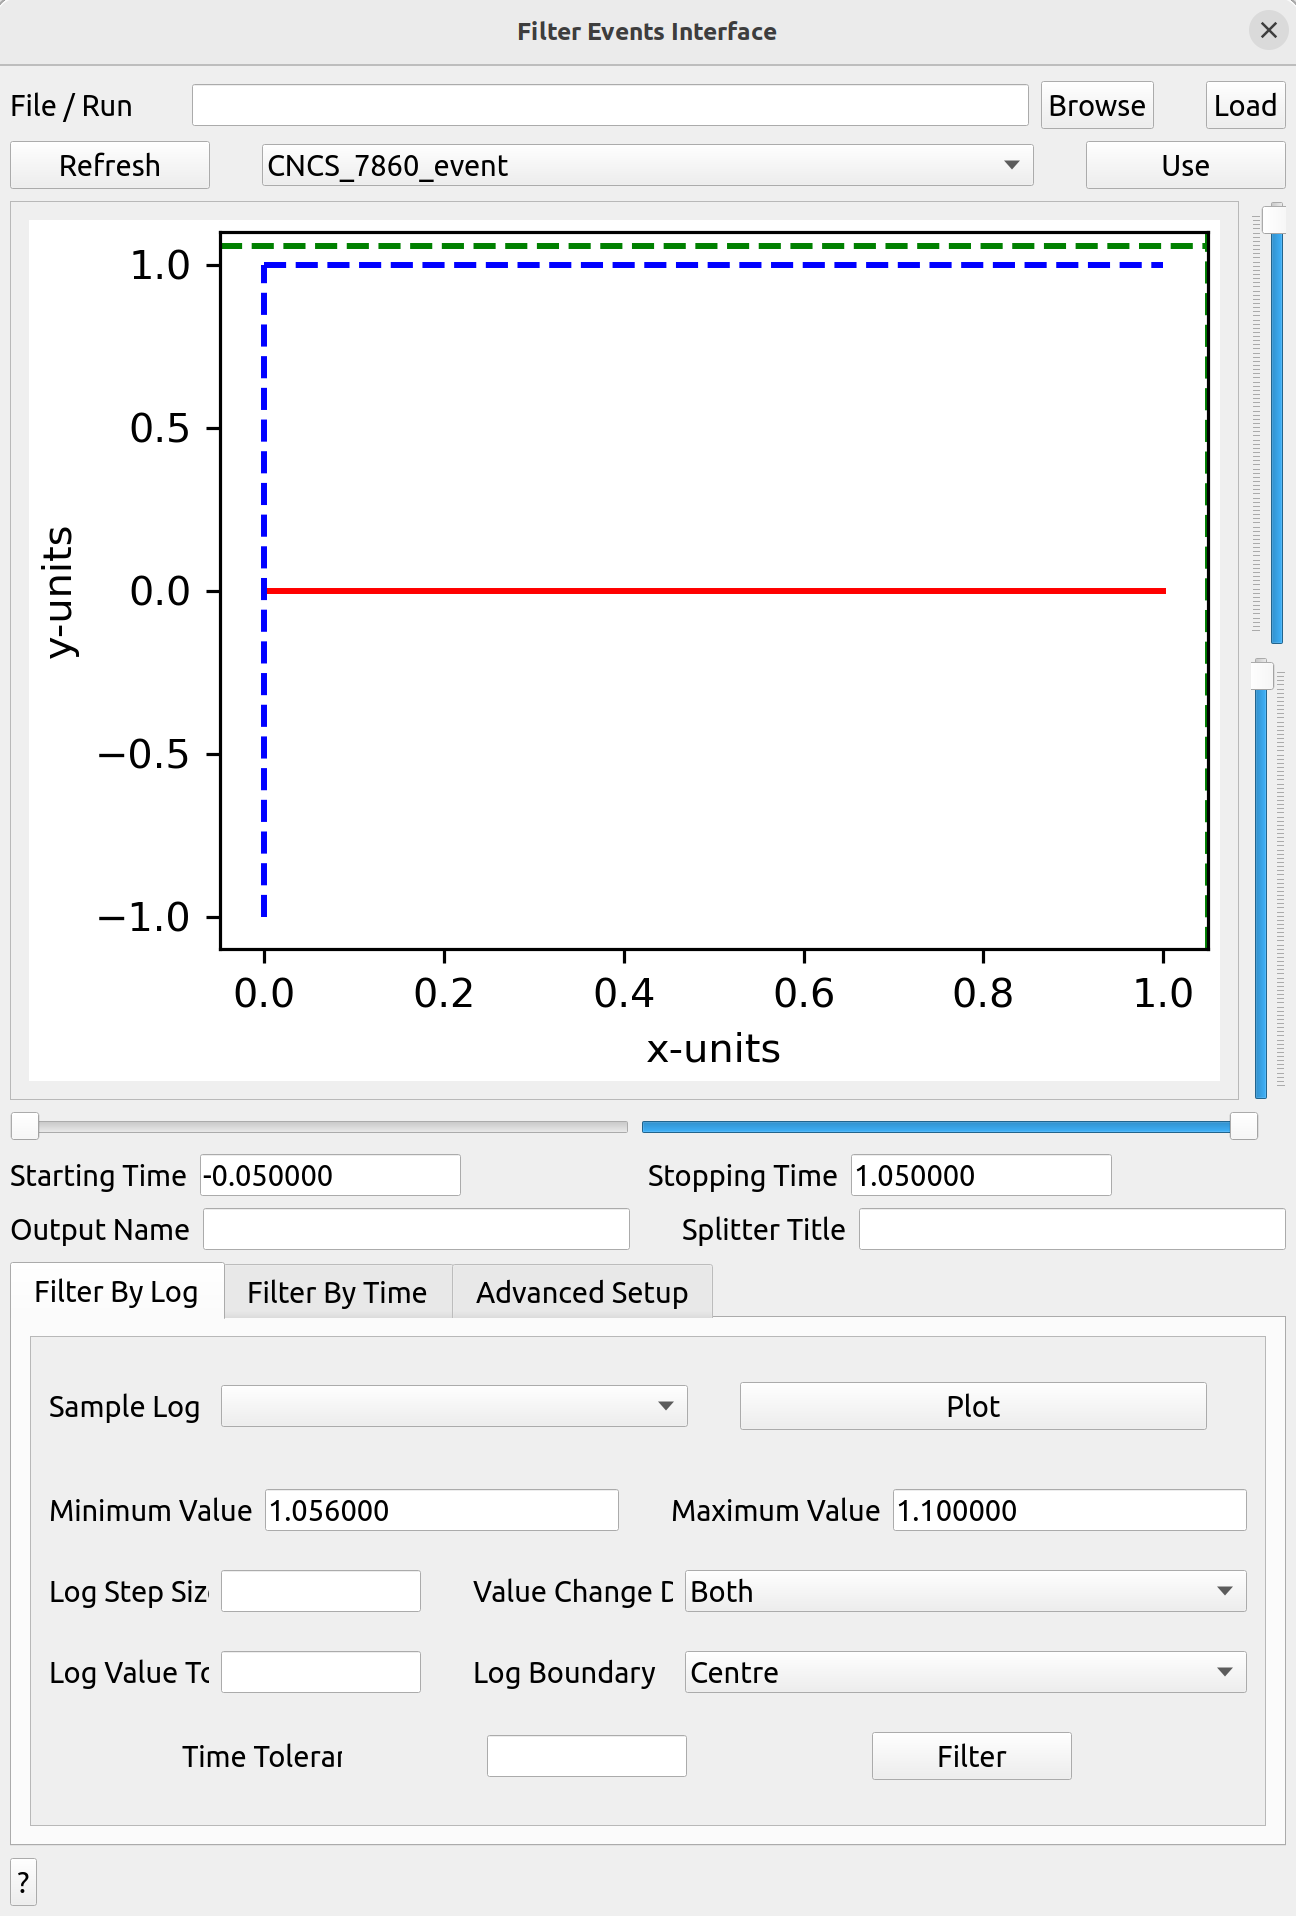 Filter Events Interface
File / Run
Browse
Load
Refresh
CNCS_7860_event
Use
1.0
0.5
0.0
−0.5
−1.0
y-units
0.0 0.2 0.4 0.6 0.8 1.0
x-units
Starting Time -0.050000
Stopping Time 1.050000
Output Name
Splitter Title
Filter By Log
Filter By Time
Advanced Setup
Sample Log
Plot
Minimum Value 1.056000
Maximum Value 1.100000
Log Step Siz
Value Change D Both
Log Value To
Log Boundary Centre
Time Toleran
Filter
?